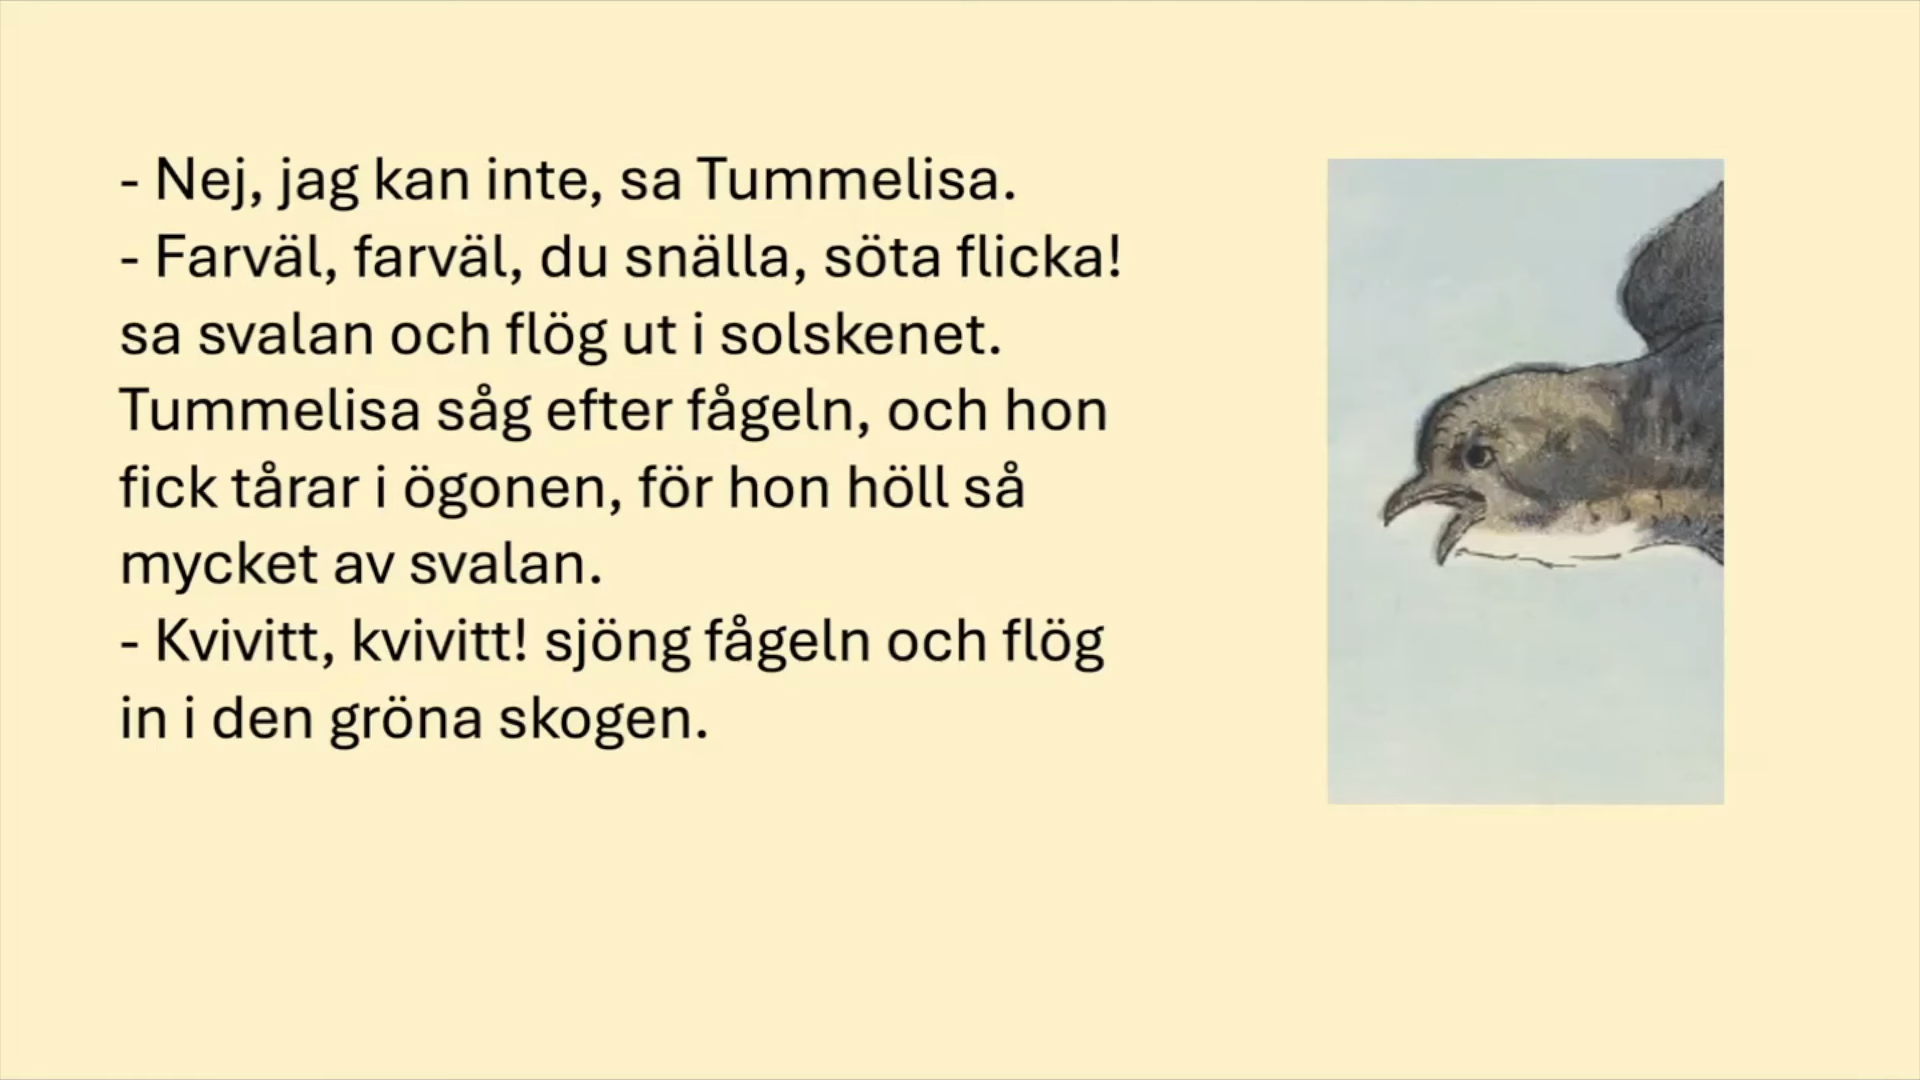 - Nej, jag kan inte, sa Tummelisa.
- Farväl, farväl, du snälla, söta flicka!
sa svalan och flög ut i solskenet.
Tummelisa såg efter fågeln, och hon
fick tårar i ögonen, för hon höll så
mycket av svalan.
- Kvivitt, kvivitt! sjöng fågeln och flög
in i den gröna skogen.